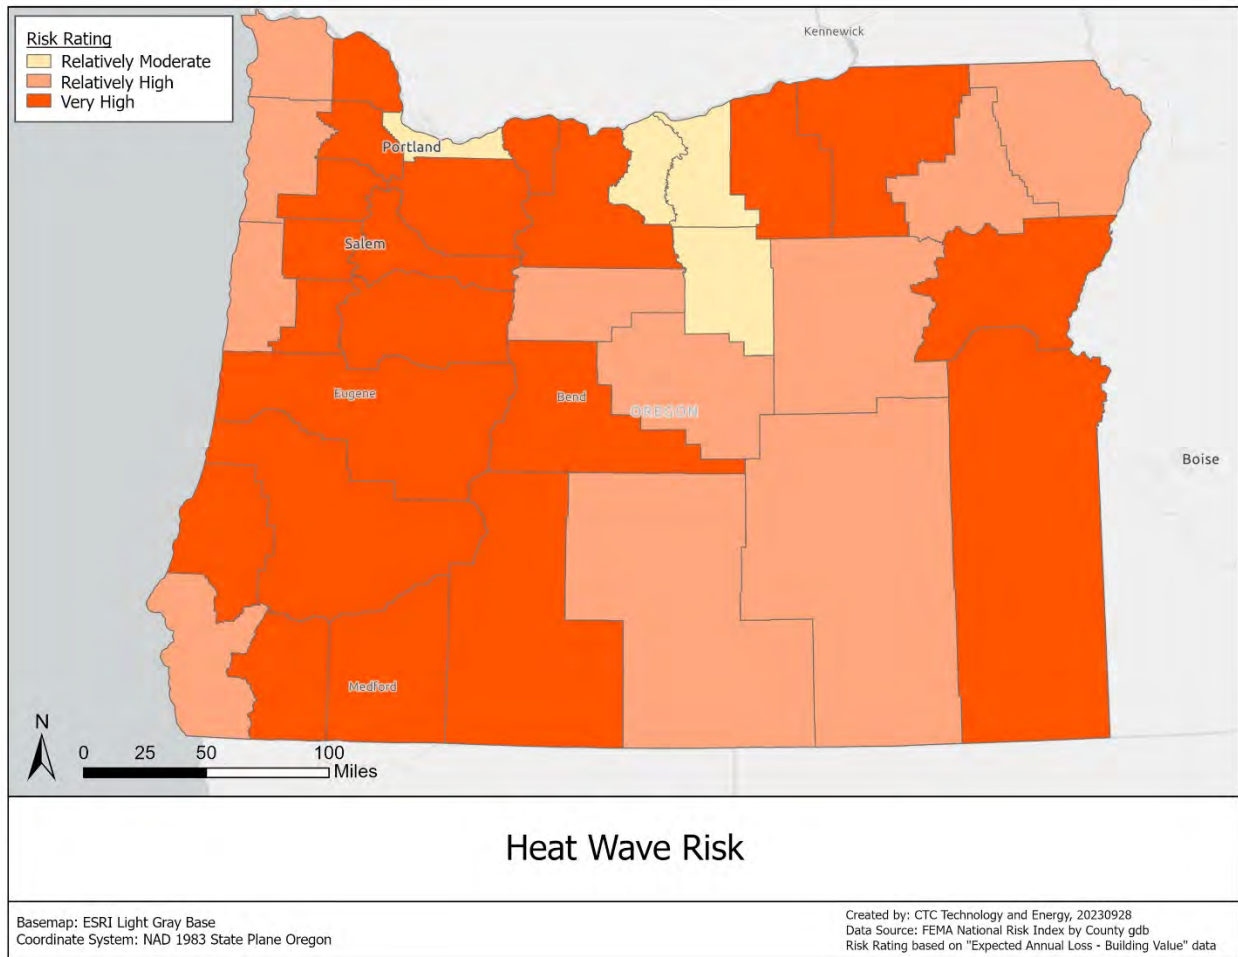 Risk Rating
Relatively Moderate
Relatively High
Very High
Kennewick
Portland
Salem
Eugene
Bend
OREGON
Boise
Medford
N
0 25 50 100
Miles
Heat Wave Risk
Basemap: ESRI Light Gray Base
Coordinate System: NAD 1983 State Plane Oregon
Created by: CTC Technology and Energy, 20230928
Data Source: FEMA National Risk Index by County gdb
Risk Rating based on "Expected Annual Loss - Building Value" data